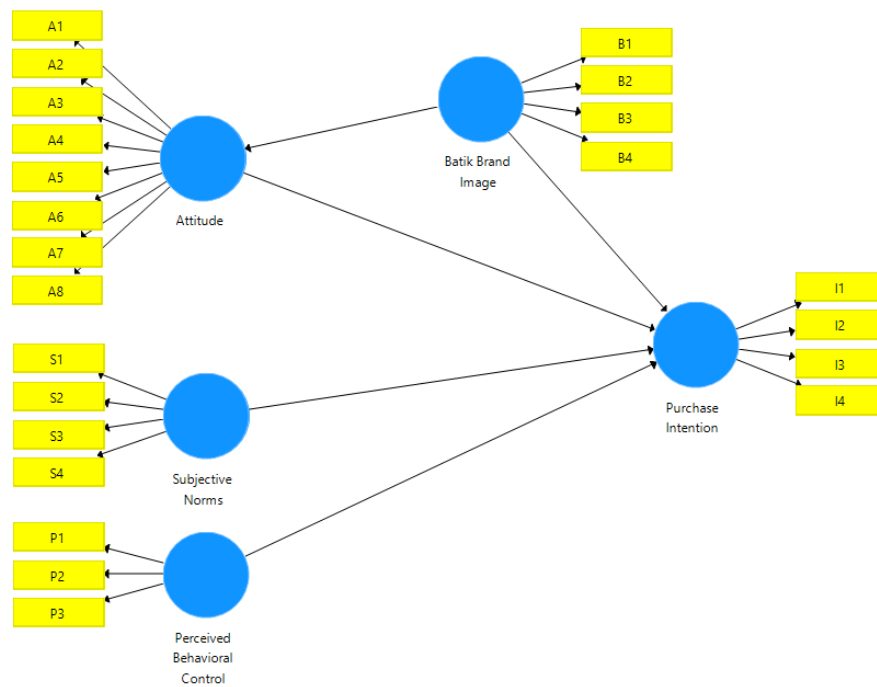 A1
A2
A3
A4
A5
A6
A7
A8
Attitude
B1
B2
B3
B4
Batik Brand
Image
I1
I2
I3
I4
Purchase
Intention
S1
S2
S3
S4
Subjective
Norms
P1
P2
P3
Perceived
Behavioral
Control